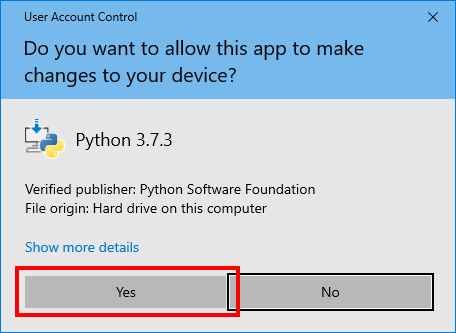 User Account Control
Do you want to allow this app to make
changes to your device?
Python 3.7.3
Verified publisher: Python Software Foundation
File origin: Hard drive on this computer
Show more details
Yes
No